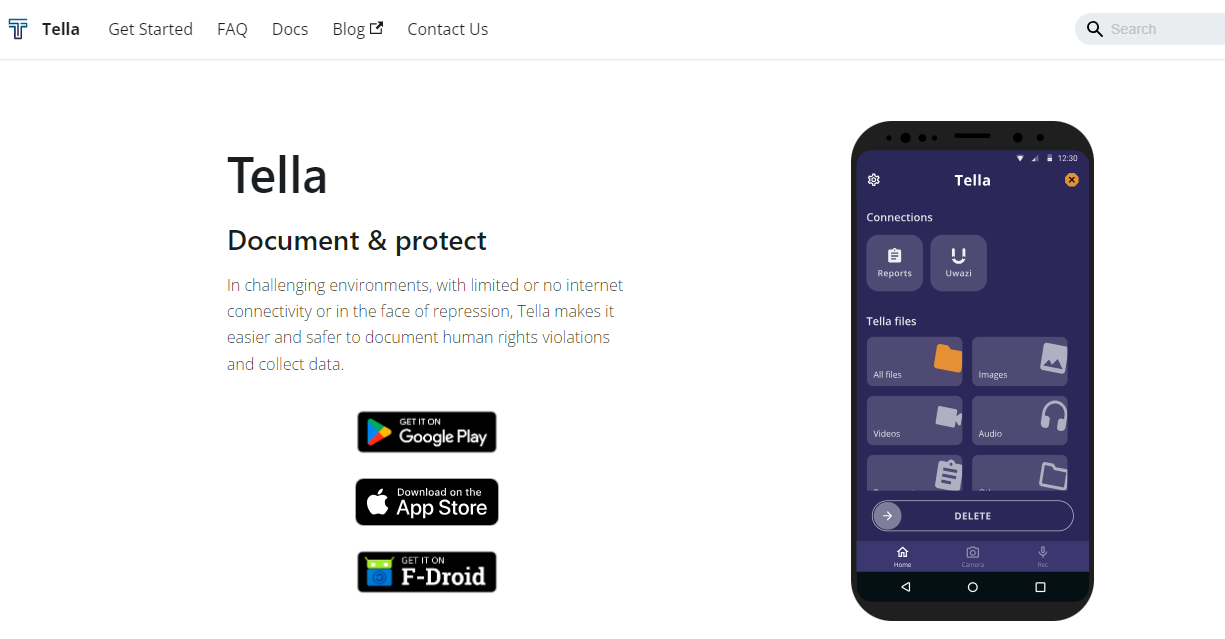 Tella Get Started FAQ Docs Blog Contact Us Search
Tella
Document & protect
In challenging environments, with limited or no internet
connectivity or in the face of repression, Tella makes it
easier and safer to document human rights violations
and collect data.
GET IT ON
Google Play
Download on the
App Store
GET IT ON
F-Droid
12:30
Tella
Connections
Reports Uwazi
Tella files
All files Images
Videos Audio
DELETE
Home Camera Rec